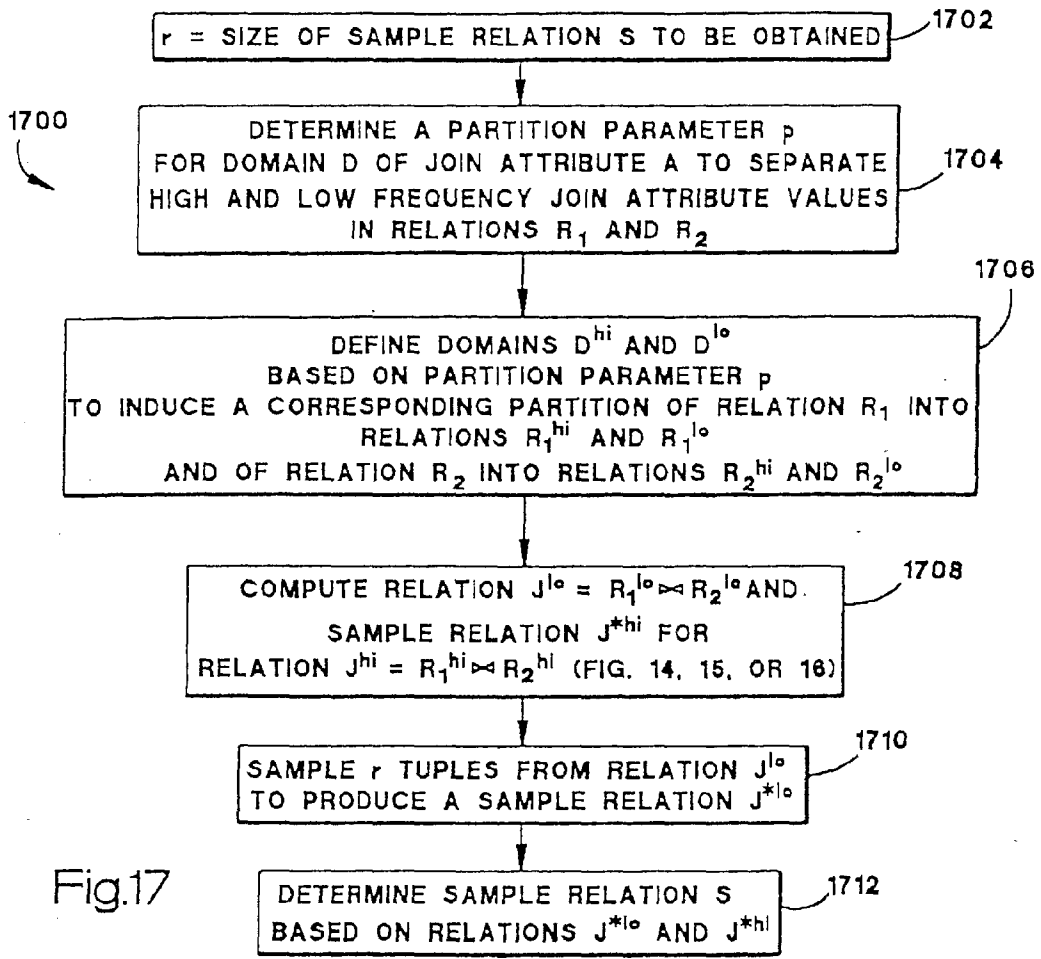 r = SIZE OF SAMPLE RELATION S TO BE OBTAINED
1702
1700
DETERMINE A PARTITION PARAMETER p
FOR DOMAIN D OF JOIN ATTRIBUTE A TO SEPARATE
HIGH AND LOW FREQUENCY JOIN ATTRIBUTE VALUES
IN RELATIONS R₁ AND R₂
1704
1706
DEFINE DOMAINS D^hi AND D^lo
BASED ON PARTITION PARAMETER p
TO INDUCE A CORRESPONDING PARTITION OF RELATION R₁ INTO
RELATIONS R₁^hi AND R₁^lo
AND OF RELATION R₂ INTO RELATIONS R₂^hi AND R₂^lo
1708
COMPUTE RELATION J^lo = R₁^lo ⋈ R₂^lo AND
SAMPLE RELATION J^*hi FOR
RELATION J^hi = R₁^hi ⋈ R₂^hi (FIG. 14, 15, OR 16)
1710
SAMPLE r TUPLES FROM RELATION J^lo
TO PRODUCE A SAMPLE RELATION J^*lo
Fig.17
1712
DETERMINE SAMPLE RELATION S
BASED ON RELATIONS J^*lo AND J^*hi